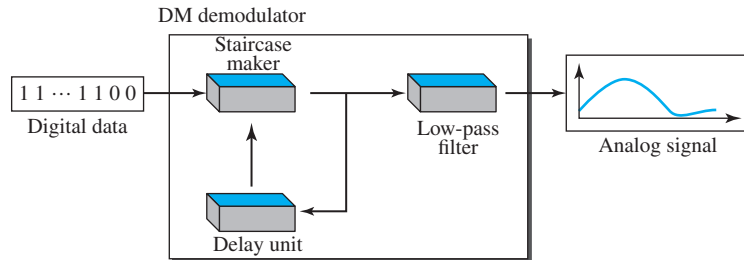 DM demodulator
Staircase
maker
1 1 ⋯ 1 1 0 0
Digital data
Low-pass
filter
Analog signal
Delay unit